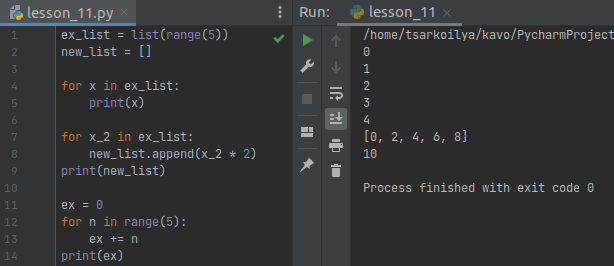 lesson_11.py
1 ex_list = list(range(5))
2 new_list = []
3
4 for x in ex_list:
5     print(x)
6
7 for x_2 in ex_list:
8     new_list.append(x_2 * 2)
9 print(new_list)
10
11 ex = 0
12 for n in range(5):
13     ex += n
14 print(ex)
Run: lesson_11
/home/tsarkoilya/kavo/PycharmProject
0
1
2
3
4
[0, 2, 4, 6, 8]
10
Process finished with exit code 0